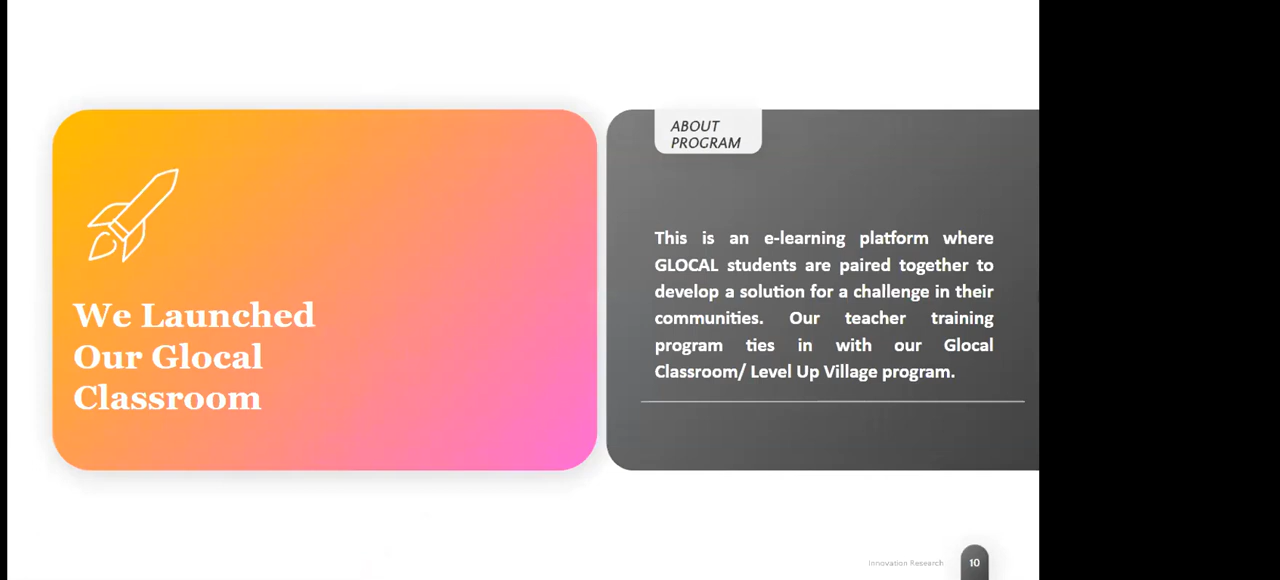 We Launched
Our Glocal
Classroom
ABOUT
PROGRAM
This is an e-learning platform where
GLOCAL students are paired together to
develop a solution for a challenge in their
communities. Our teacher training
program ties in with our Glocal
Classroom/ Level Up Village program.
Innovation Research
10